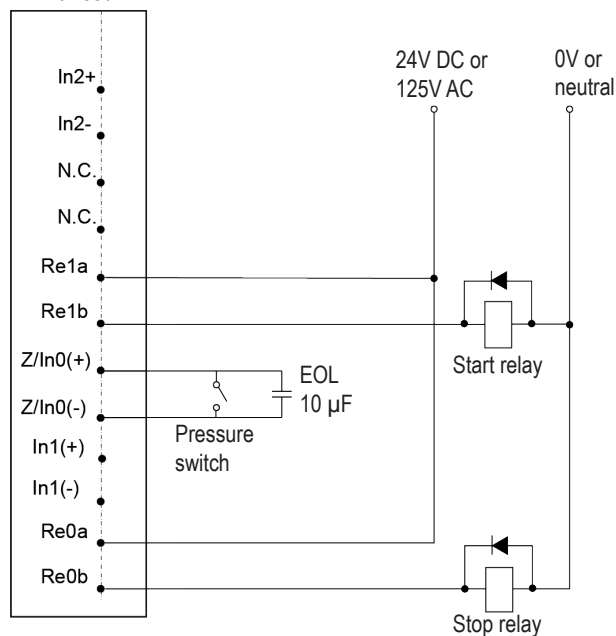 24V DC or
125V AC
0V or
neutral
In2+
In2-
N.C.
N.C.
Re1a
Re1b
Start relay
Z/In0(+)
EOL
10 µF
Z/In0(-)
Pressure
switch
In1(+)
In1(-)
Re0a
Re0b
Stop relay